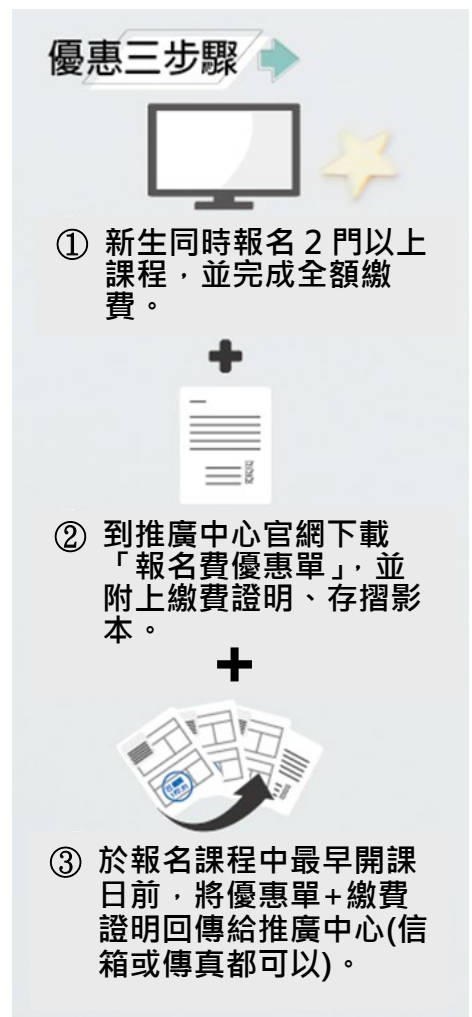 優惠三步驟
① 新生同時報名2門以上
課程，並完成全額繳
費。
② 到推廣中心官網下載
「報名費優惠單」，並
附上繳費證明、存摺影
本。
③ 於報名課程中最早開課
日前，將優惠單+繳費
證明回傳給推廣中心(信
箱或傳真都可以)。